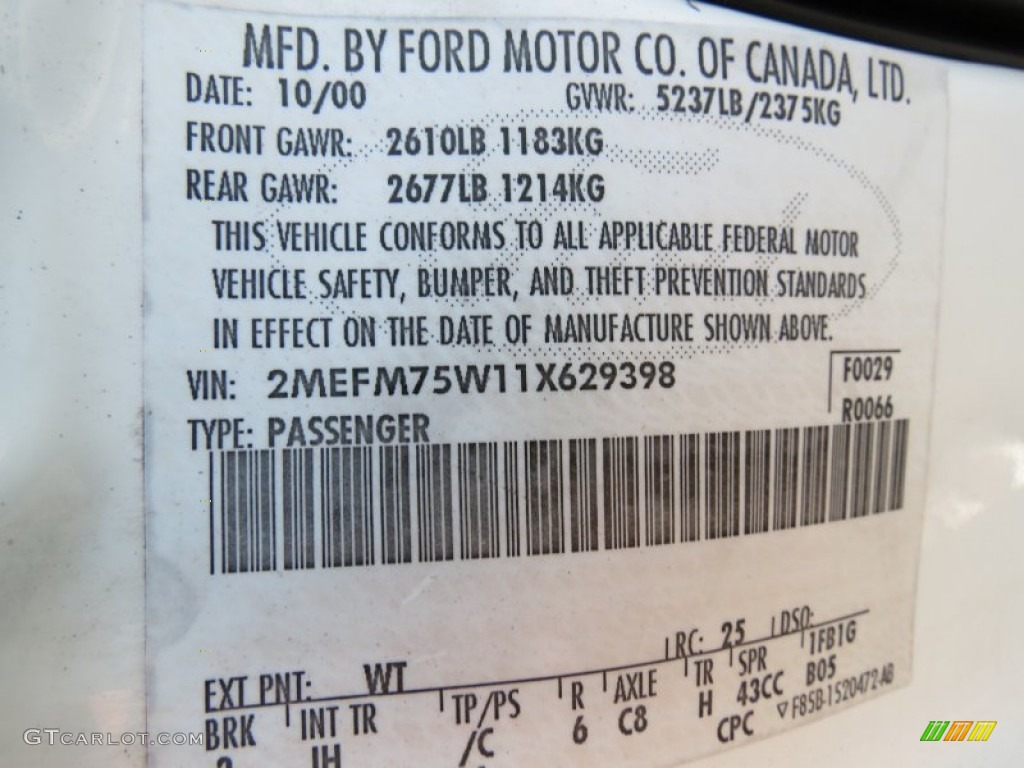 MFD. BY FORD MOTOR CO. OF CANADA, LTD.
DATE: 10/00 GVWR: 5237LB/2375KG
FRONT GAWR: 2610LB 1183KG
REAR GAWR: 2677LB 1214KG
THIS VEHICLE CONFORMS TO ALL APPLICABLE FEDERAL MOTOR
VEHICLE SAFETY, BUMPER, AND THEFT PREVENTION STANDARDS
IN EFFECT ON THE DATE OF MANUFACTURE SHOWN ABOVE.
VIN: 2MEFM75W11X629398 F0029
TYPE: PASSENGER R0066
EXT PNT: WT RC: 25 DSO:
BRK INT TR TP/PS R AXLE TR SPR 1FB1G
/C 6 C8 H 43CC B05
CPC F85B-1520472-AB
GTCarLot.com